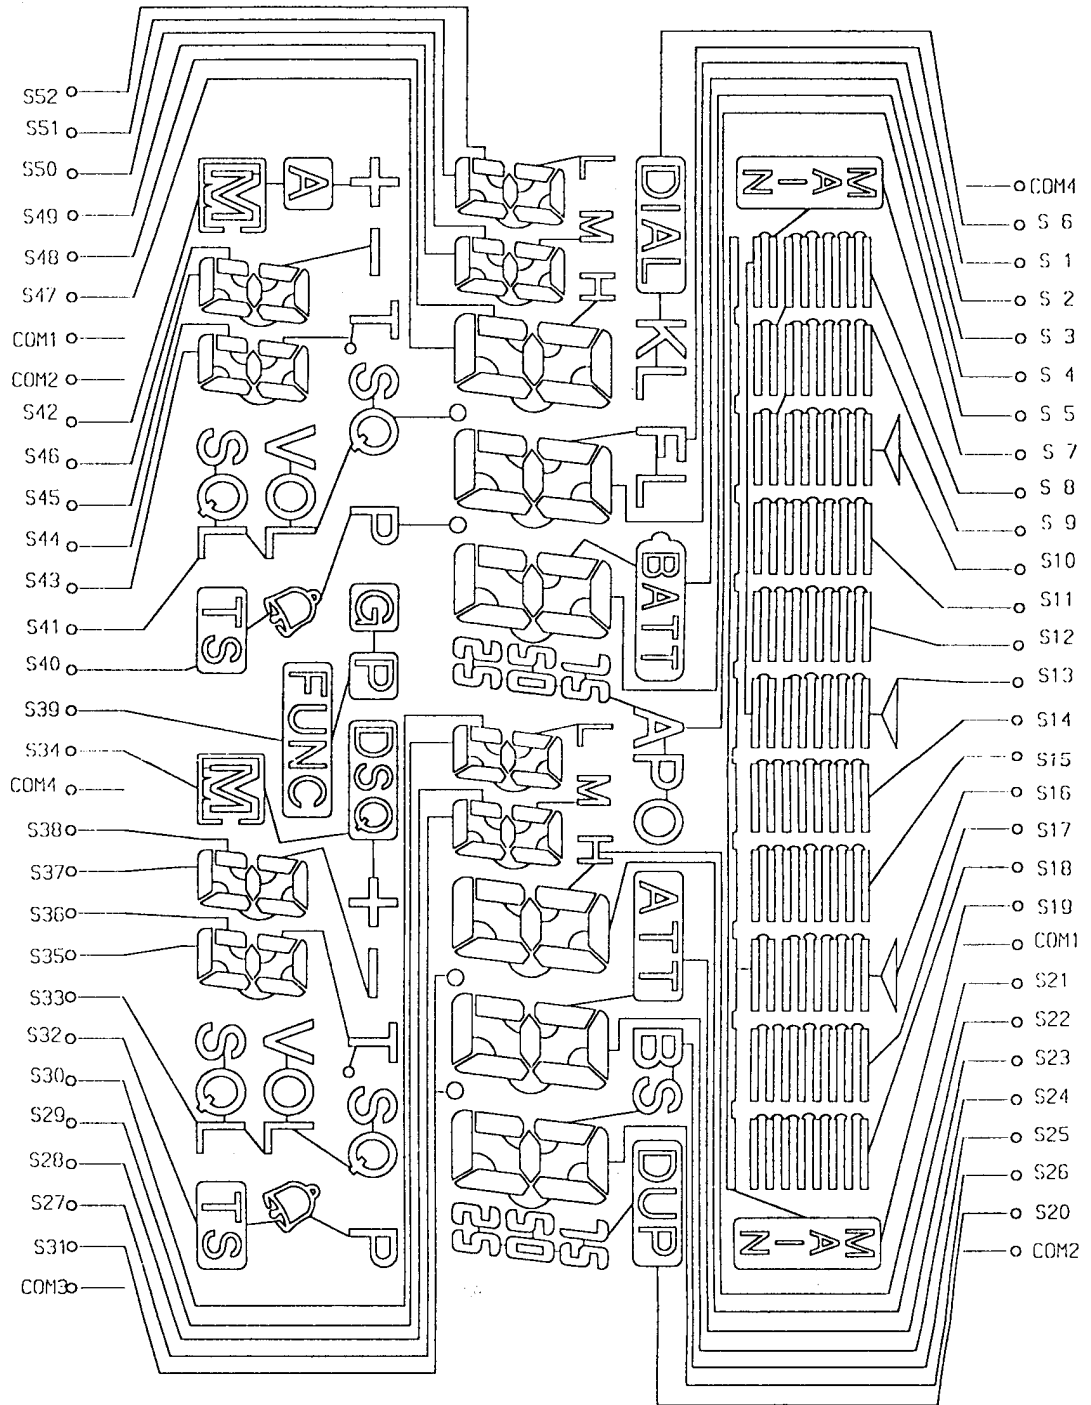 S52
S51
S50
S49
S48
S47
COM1
COM2
S42
S46
S45
S44
S43
S41
S40
S39
S34
COM4
S38
S37
S36
S35
S33
S32
S30
S29
S28
S27
S31
COM3
M
A
+
-
T.
SQ
P
VOL
SQL
TS
G
P
FUNC
DSQ
M
+
-
T.
SQ
P
VOL
SQL
TS
L
M
H
25
50
75
L
M
H
25
50
75
DIAL
KL
FL
BATT
APO
ATT
BS
DUP
MAIN
MAIN
COM4
S 6
S 1
S 2
S 3
S 4
S 5
S 7
S 8
S 9
S10
S11
S12
S13
S14
S15
S16
S17
S18
S19
COM1
S21
S22
S23
S24
S25
S26
S20
COM2